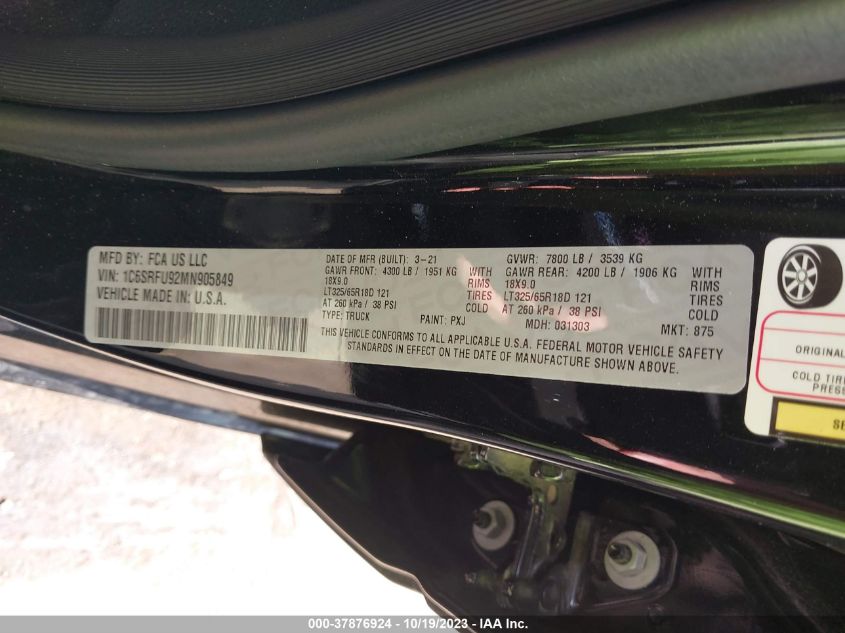 MFD BY: FCA US LLC
VIN: 1C6SRFU92MN905849
VEHICLE MADE IN: U.S.A.
DATE OF MFR (BUILT): 3-21
GAWR FRONT: 4300 LB / 1951 KG WITH
18X9.0 RIMS
LT325/65R18D 121 TIRES
AT 260 kPa / 38 PSI COLD
TYPE: TRUCK PAINT: PXJ
GVWR: 7800 LB / 3539 KG
GAWR REAR: 4200 LB / 1906 KG WITH
18X9.0 RIMS
LT325/65R18D 121 TIRES
AT 260 kPa / 38 PSI COLD
MDH: 031303 MKT: 875
THIS VEHICLE CONFORMS TO ALL APPLICABLE U.S.A. FEDERAL MOTOR VEHICLE SAFETY
STANDARDS IN EFFECT ON THE DATE OF MANUFACTURE SHOWN ABOVE.
ORIGINAL
COLD TIRE
PRESS
SE
000-37876924 - 10/19/2023 - IAA Inc.